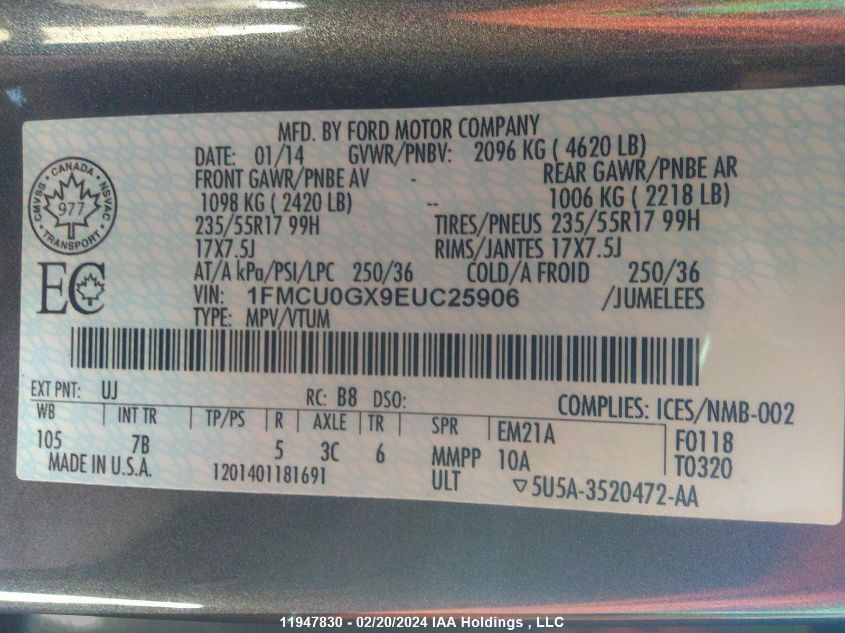 MFD. BY FORD MOTOR COMPANY
DATE: 01/14 GVWR/PNBV: 2096 KG ( 4620 LB)
FRONT GAWR/PNBE AV - REAR GAWR/PNBE AR
1098 KG ( 2420 LB) -- 1006 KG ( 2218 LB)
235/55R17 99H TIRES/PNEUS 235/55R17 99H
17X7.5J RIMS/JANTES 17X7.5J
AT/A kPa/PSI/LPC 250/36 COLD/A FROID 250/36
VIN: 1FMCU0GX9EUC25906 /JUMELEES
TYPE: MPV/VTUM
CMVSS · CANADA · NSVAC
977
TRANSPORT
EC
EXT PNT: UJ RC: B8 DSO: COMPLIES: ICES/NMB-002
WB INT TR TP/PS R AXLE TR SPR EM21A F0118
105 7B 5 3C 6 MMPP 10A T0320
MADE IN U.S.A. 1201401181691 ULT ▽5U5A-3520472-AA
11947830 - 02/20/2024 IAA Holdings , LLC